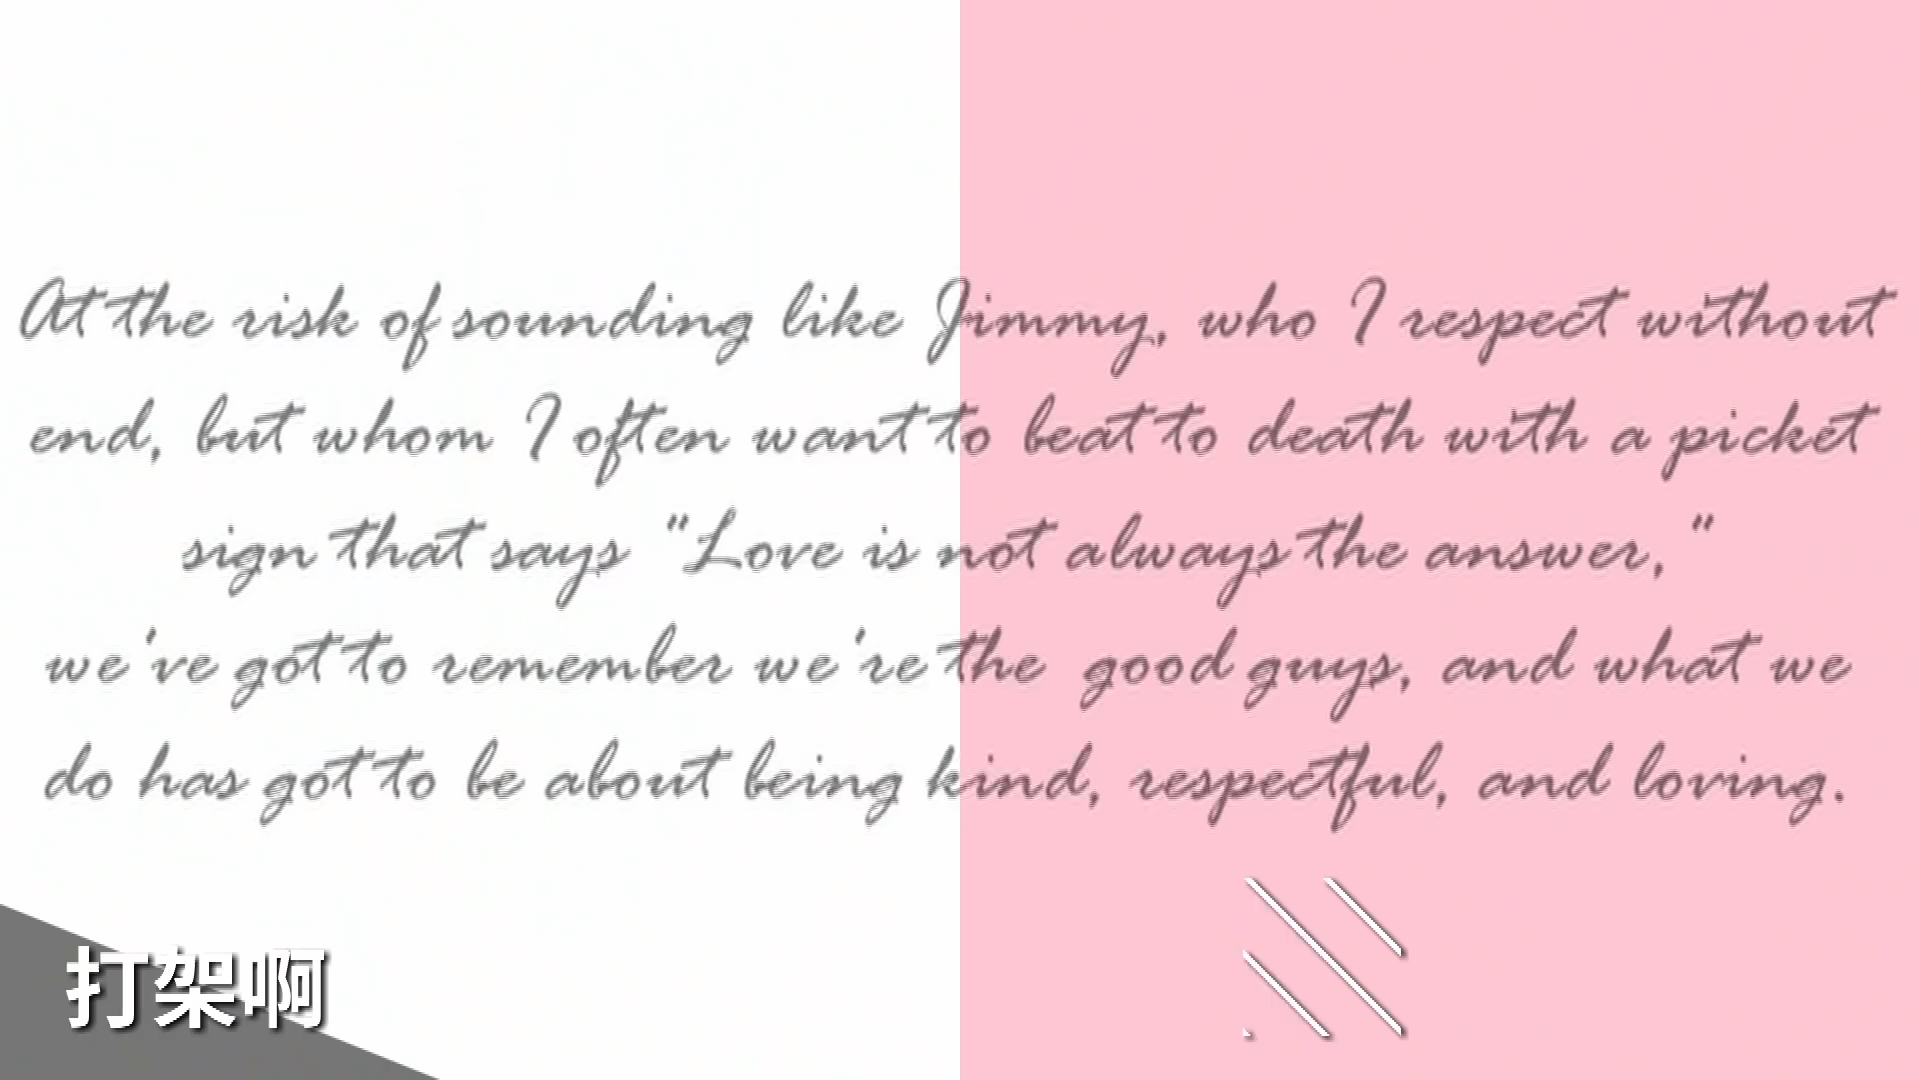 At the risk of sounding like Jimmy, who I respect without
end, but whom I often want to beat to death with a picket
sign that says "Love is not always the answer,"
we've got to remember we're the good guys, and what we
do has got to be about being kind, respectful, and loving.
打架啊